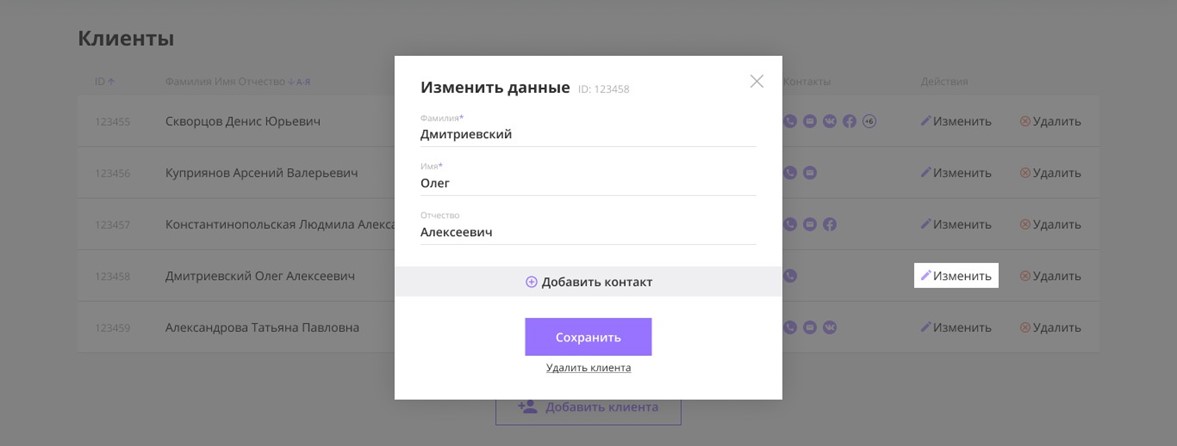 Клиенты
ID Фамилия Имя Отчество А-Я Контакты Действия
123455 Скворцов Денис Юрьевич +6 Изменить Удалить
123456 Куприянов Арсений Валерьевич Изменить Удалить
123457 Константинопольская Людмила Алекса Изменить Удалить
123458 Дмитриевский Олег Алексеевич Изменить Удалить
123459 Александрова Татьяна Павловна Изменить Удалить
Добавить клиента
Изменить данные ID: 123458
Фамилия*
Дмитриевский
Имя*
Олег
Отчество
Алексеевич
Добавить контакт
Сохранить
Удалить клиента